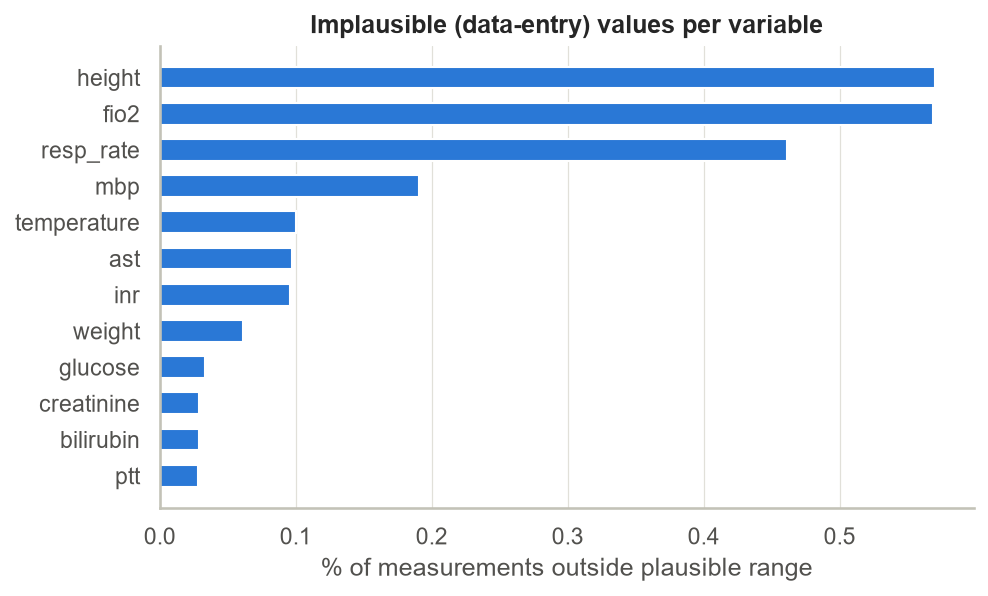 Implausible (data-entry) values per variable
height
fio2
resp_rate
mbp
temperature
ast
inr
weight
glucose
creatinine
bilirubin
ptt
0.0 0.1 0.2 0.3 0.4 0.5
% of measurements outside plausible range